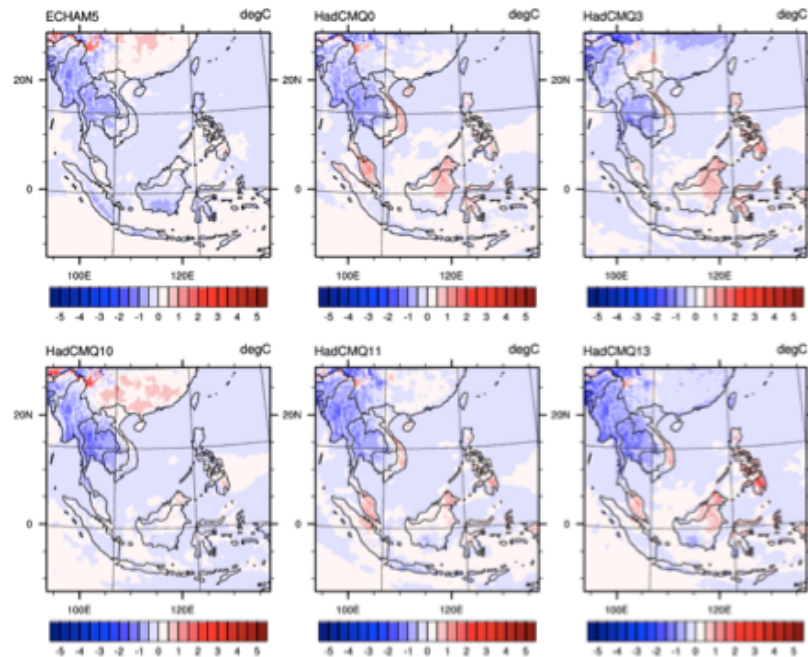 ECHAM5 degC HadCMQ0 degC HadCMQ3 degC
20N 20N 20N
0 0 0
100E 120E 100E 120E 100E 120E
-5 -4 -3 -2 -1 0 1 2 3 4 5 -5 -4 -3 -2 -1 0 1 2 3 4 5 -5 -4 -3 -2 -1 0 1 2 3 4 5
HadCMQ10 degC HadCMQ11 degC HadCMQ13 degC
20N 20N 20N
0 0 0
100E 120E 100E 120E 100E 120E
-5 -4 -3 -2 -1 0 1 2 3 4 5 -5 -4 -3 -2 -1 0 1 2 3 4 5 -5 -4 -3 -2 -1 0 1 2 3 4 5